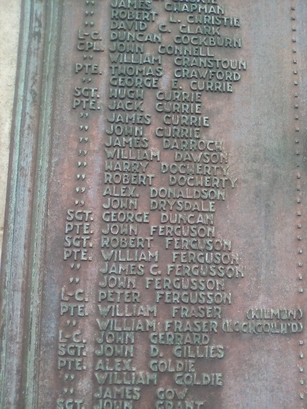 " JAMES CHAPMAN
" ROBERT L. CHRISTIE
" DAVID C. CLARK
L-C. DUNCAN COCKBURN
CPL. JOHN CONNELL
" WILLIAM CRANSTOUN
PTE. THOMAS CRAWFORD
" GEORGE E. CURRIE
SGT. HUGH CURRIE
PTE. JACK CURRIE
" JAMES CURRIE
" JOHN CURRIE
" JAMES DARROCH
" WILLIAM DAWSON
" HARRY DOCHERTY
" ROBERT DOCHERTY
" ALEX. DONALDSON
" JOHN DRYSDALE
SGT. GEORGE DUNCAN
PTE. JOHN FERGUSON
SGT. ROBERT FERGUSON
PTE. WILLIAM FERGUSON
" JAMES C. FERGUSSON
" JOHN FERGUSSON
L-C. PETER FERGUSSON
PTE. WILLIAM FRASER (KILMUN)
" WILLIAM FRASER
L-C. JOHN GEBBARD
SGT. JOHN D. GILLIES
PTE. ALEX. GOLDIE
" WILLIAM GOLDIE
" JAMES GOW
SGT. JOHN GRANT